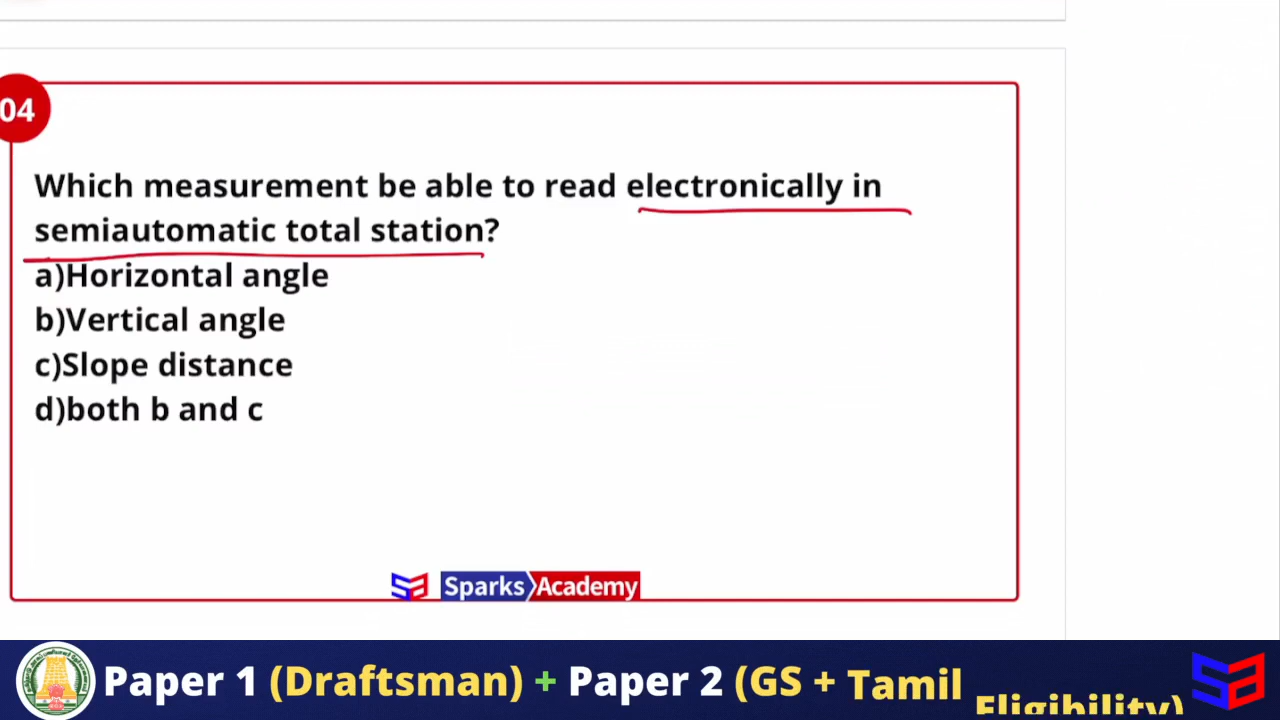 04
Which measurement be able to read electronically in
semiautomatic total station?
a)Horizontal angle
b)Vertical angle
c)Slope distance
d)both b and c
Sparks Academy
Paper 1 (Draftsman) + Paper 2 (GS + Tamil Eligibility)